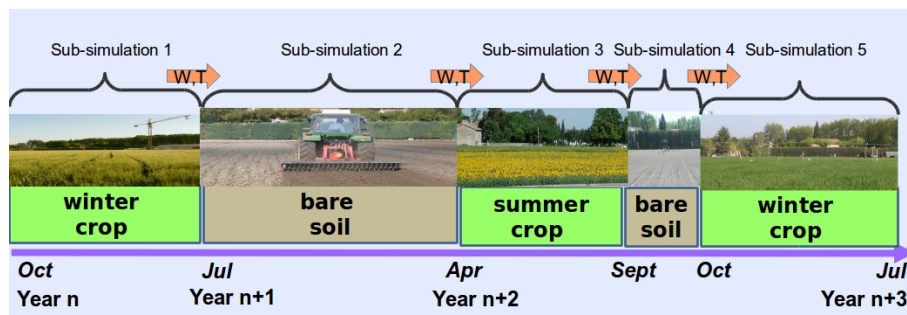 Sub-simulation 1
Sub-simulation 2
Sub-simulation 3
Sub-simulation 4
Sub-simulation 5
W,T
W,T
W,T
W,T
winter
crop
bare
soil
summer
crop
bare
soil
winter
crop
Oct
Jul
Apr
Sept
Oct
Jul
Year n
Year n+1
Year n+2
Year n+3